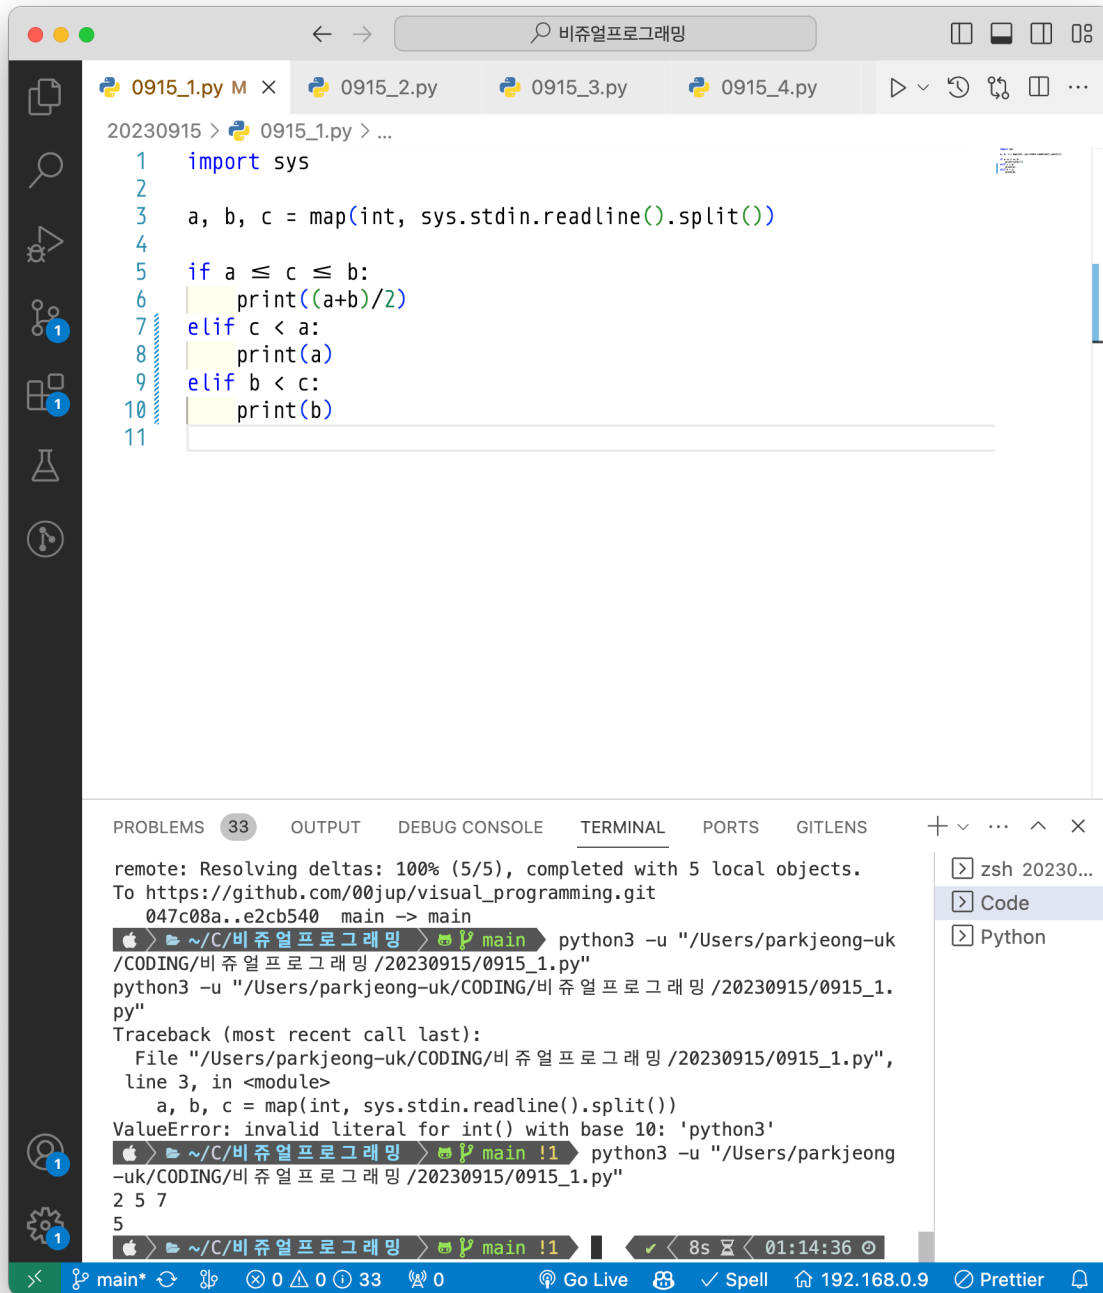 비쥬얼프로그래밍
0915_1.py M 0915_2.py 0915_3.py 0915_4.py
20230915 > 0915_1.py > ...
1 import sys
2
3 a, b, c = map(int, sys.stdin.readline().split())
4
5 if a ≤ c ≤ b:
6 print((a+b)/2)
7 elif c < a:
8 print(a)
9 elif b < c:
10 print(b)
11
PROBLEMS 33 OUTPUT DEBUG CONSOLE TERMINAL PORTS GITLENS
remote: Resolving deltas: 100% (5/5), completed with 5 local objects.
To https://github.com/00jup/visual_programming.git
047c08a..e2cb540 main -> main
~/C/비쥬얼프로그래밍 main python3 -u "/Users/parkjeong-uk
/CODING/비쥬얼프로그래밍/20230915/0915_1.py"
python3 -u "/Users/parkjeong-uk/CODING/비쥬얼프로그래밍/20230915/0915_1.
py"
Traceback (most recent call last):
File "/Users/parkjeong-uk/CODING/비쥬얼프로그래밍/20230915/0915_1.py",
line 3, in <module>
a, b, c = map(int, sys.stdin.readline().split())
ValueError: invalid literal for int() with base 10: 'python3'
~/C/비쥬얼프로그래밍 main !1 python3 -u "/Users/parkjeong
-uk/CODING/비쥬얼프로그래밍/20230915/0915_1.py"
2 5 7
5
~/C/비쥬얼프로그래밍 main !1 ✔ 8s 01:14:36
zsh 20230...
Code
Python
1
1
1
1
main* 0 0 33 0 Go Live Spell 192.168.0.9 Prettier